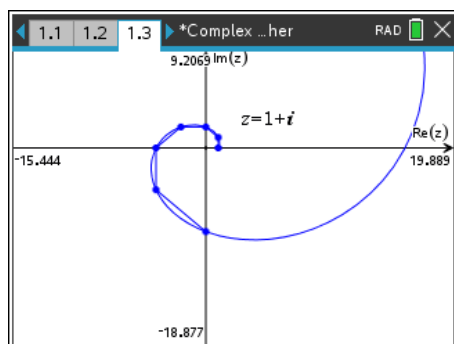 1.1 1.2 1.3 *Complex …her RAD
9.2069 Im(z)
z=1+i
Re(z)
-15.444 19.889
-18.877